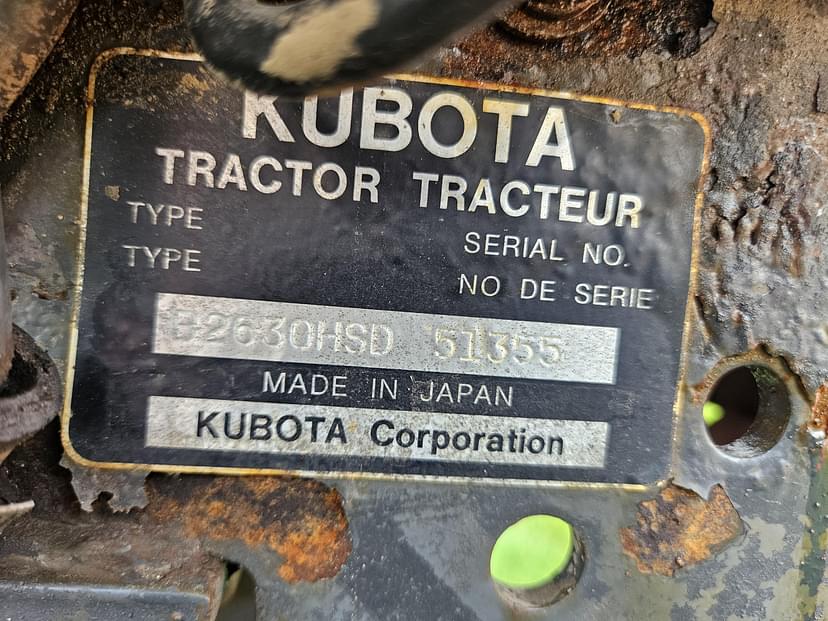 KUBOTA
TRACTOR TRACTEUR
TYPE SERIAL NO.
TYPE NO DE SERIE
B2630HSD 51355
MADE IN JAPAN
KUBOTA Corporation